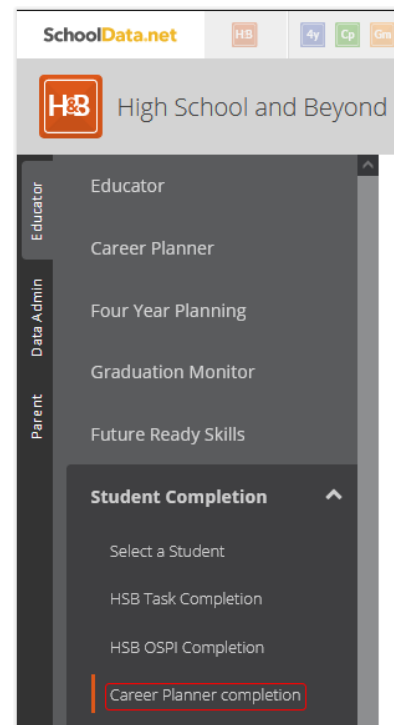 SchoolData.net HB 4y Cp Gm
H&B High School and Beyond
Educator
Data Admin
Parent
Educator
Career Planner
Four Year Planning
Graduation Monitor
Future Ready Skills
Student Completion
Select a Student
HSB Task Completion
HSB OSPI Completion
Career Planner completion